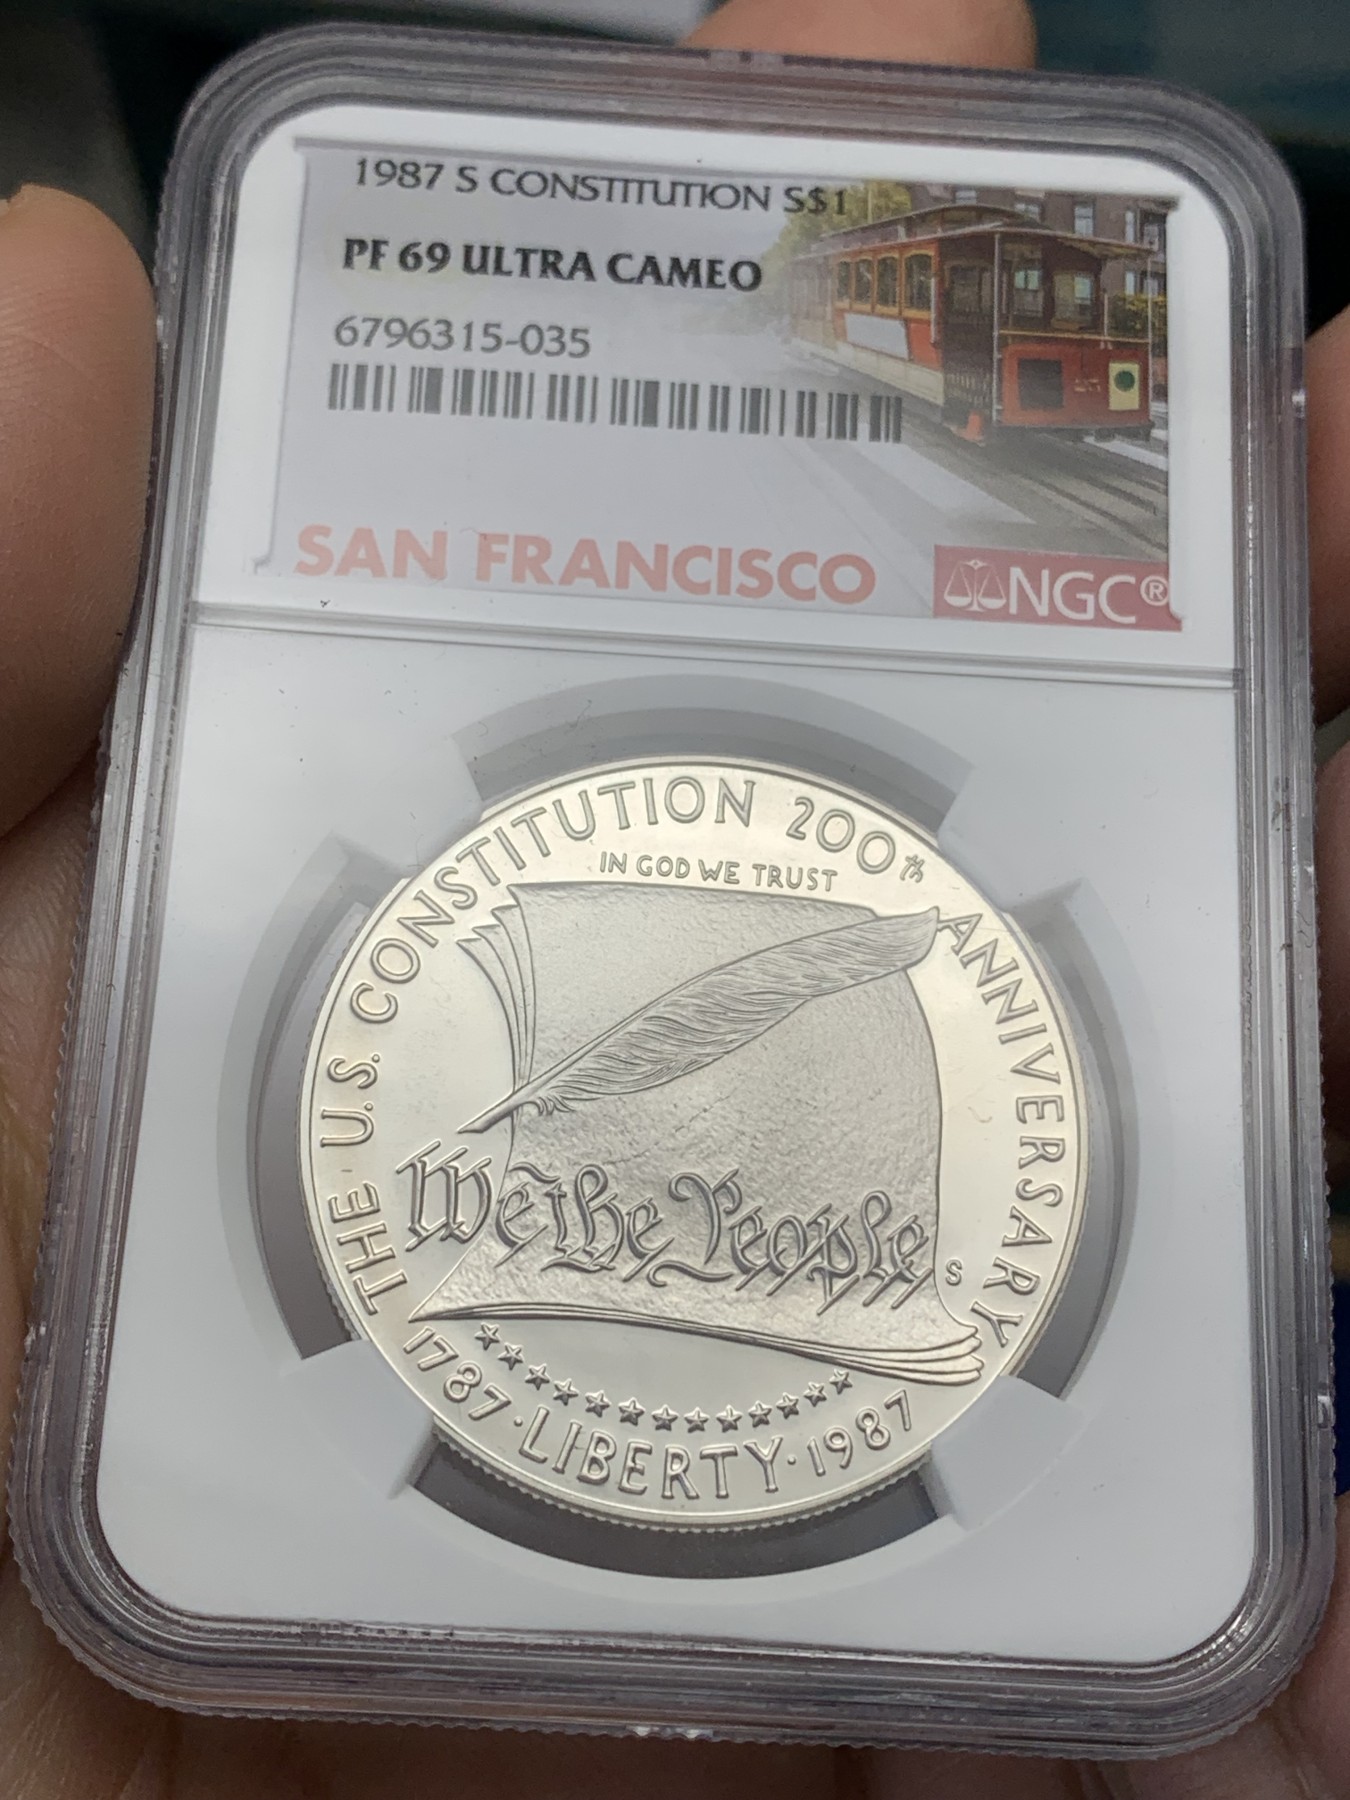 1987 S CONSTITUTION S$1
PF 69 ULTRA CAMEO
6796315-035
SAN FRANCISCO
NGC®
THE U.S. CONSTITUTION 200th ANNIVERSARY
IN GOD WE TRUST
We the People
S
1787 · LIBERTY · 1987